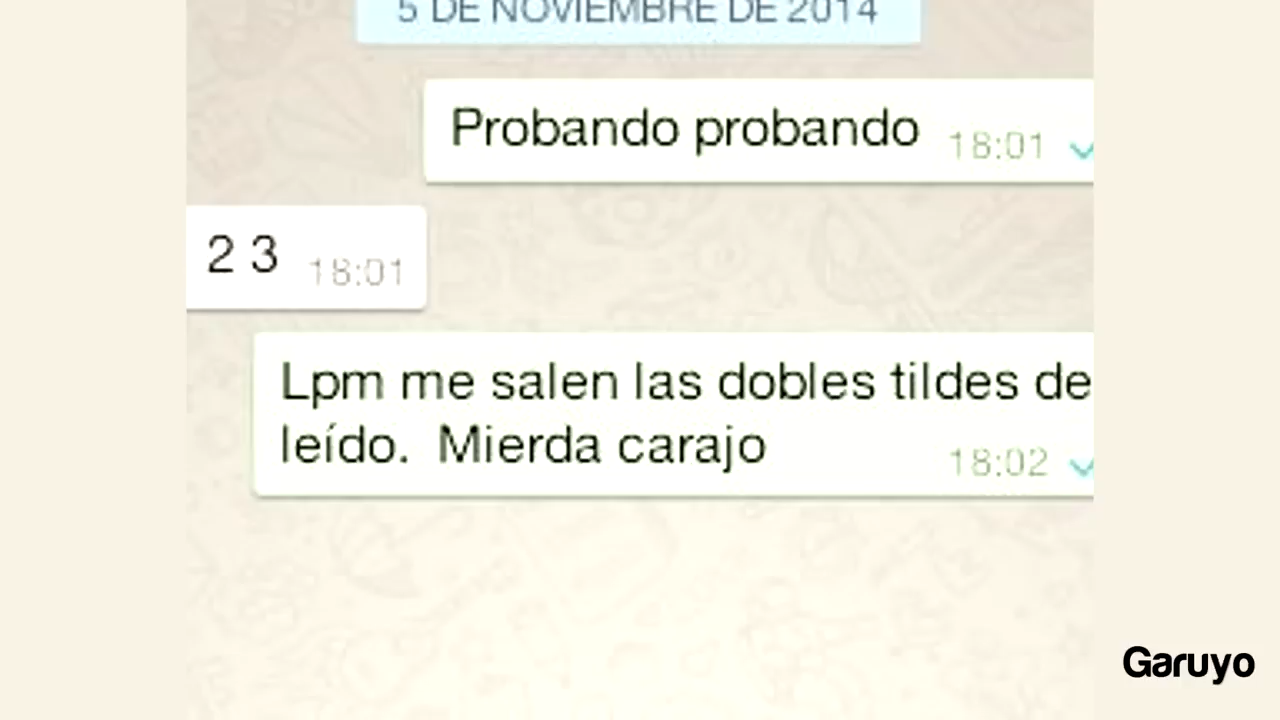 5 DE NOVIEMBRE DE 2014
Probando probando 18:01
2 3 18:01
Lpm me salen las dobles tildes de
leído. Mierda carajo 18:02
Garuyo